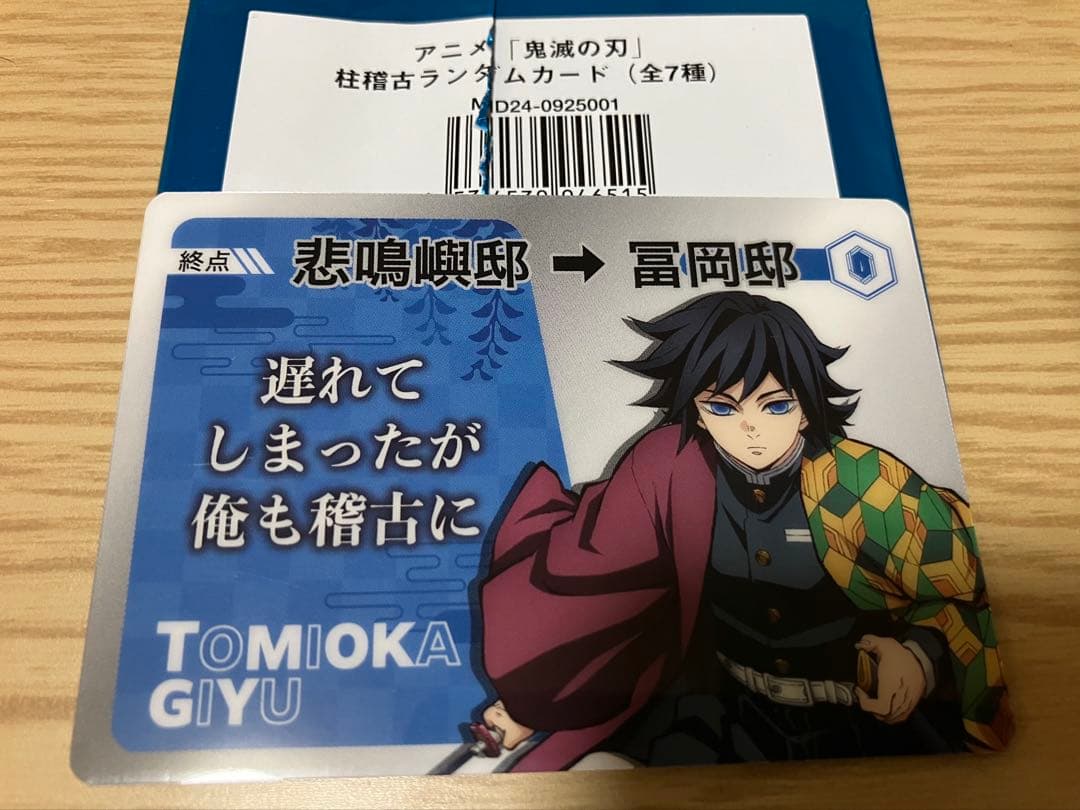 アニメ「鬼滅の刃」
柱稽古ランダムカード（全7種）
MD24-0925001
終点
悲鳴嶼邸 → 冨岡邸
遅れて
しまったが
俺も稽古に
TOMIOKA
GIYU